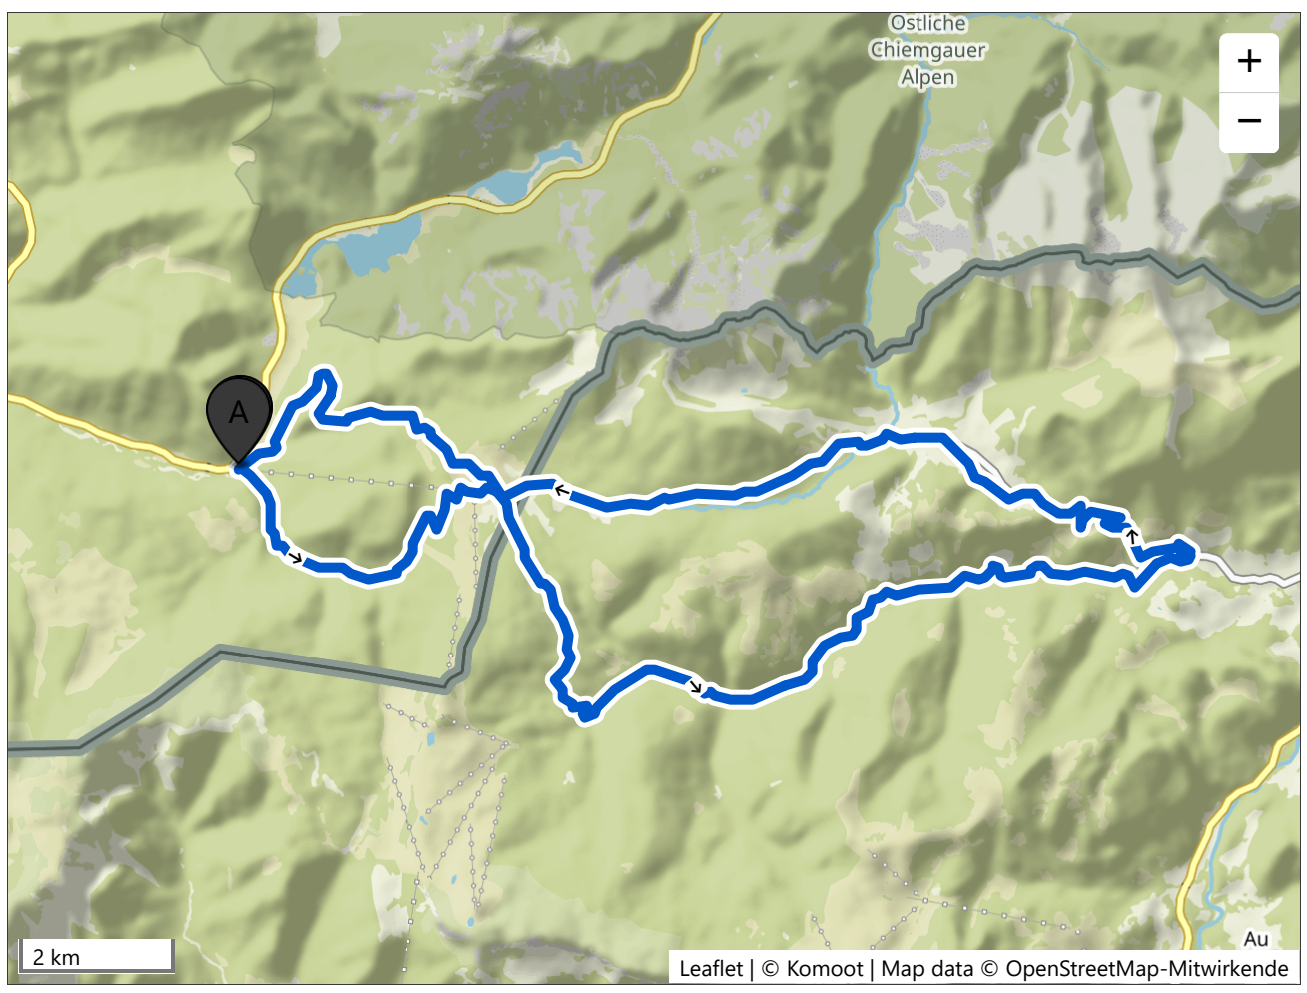 Östliche
Chiemgauer
Alpen
+
−
A
Au
2 km
Leaflet | © Komoot | Map data © OpenStreetMap-Mitwirkende